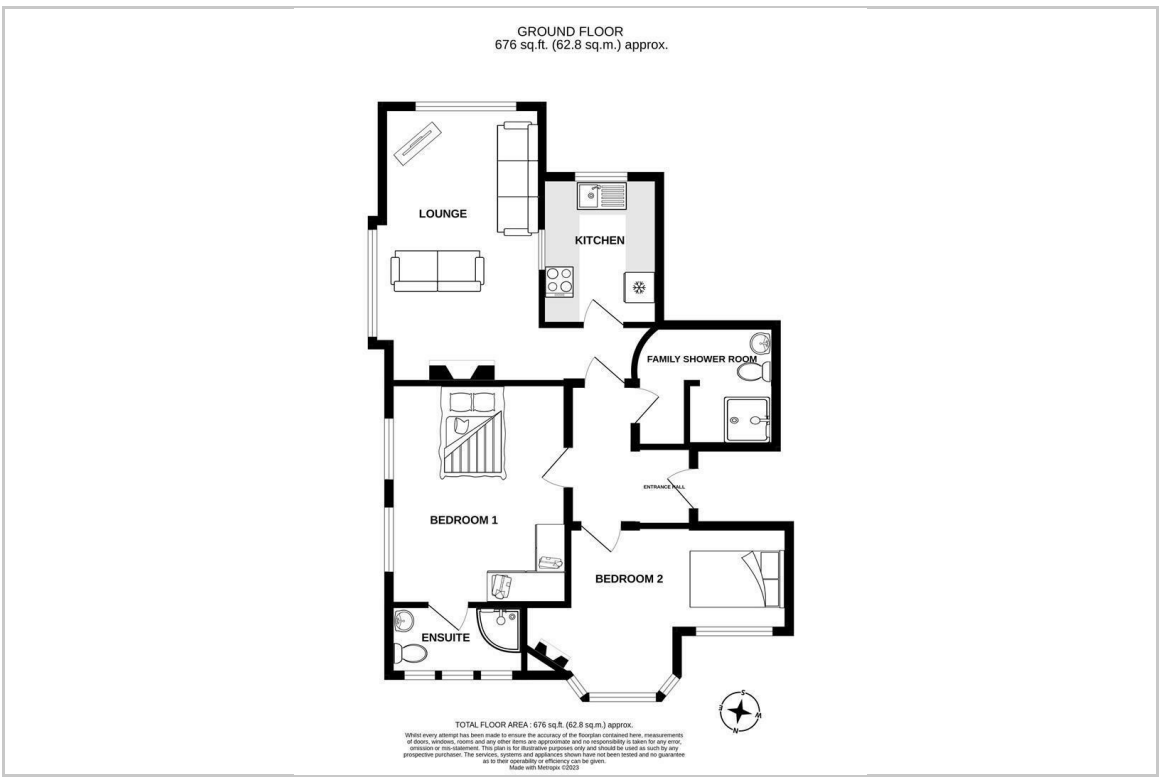 GROUND FLOOR
676 sq.ft. (62.8 sq.m.) approx.
LOUNGE
KITCHEN
FAMILY SHOWER ROOM
ENTRANCE HALL
BEDROOM 1
BEDROOM 2
ENSUITE
S
E
W
N
TOTAL FLOOR AREA : 676 sq.ft. (62.8 sq.m.) approx.
Whilst every attempt has been made to ensure the accuracy of the floorplan contained here, measurements
of doors, windows, rooms and any other items are approximate and no responsibility is taken for any error,
omission or mis-statement. This plan is for illustrative purposes only and should be used as such by any
prospective purchaser. The services, systems and appliances shown have not been tested and no guarantee
as to their operability or efficiency can be given.
Made with Metropix ©2023